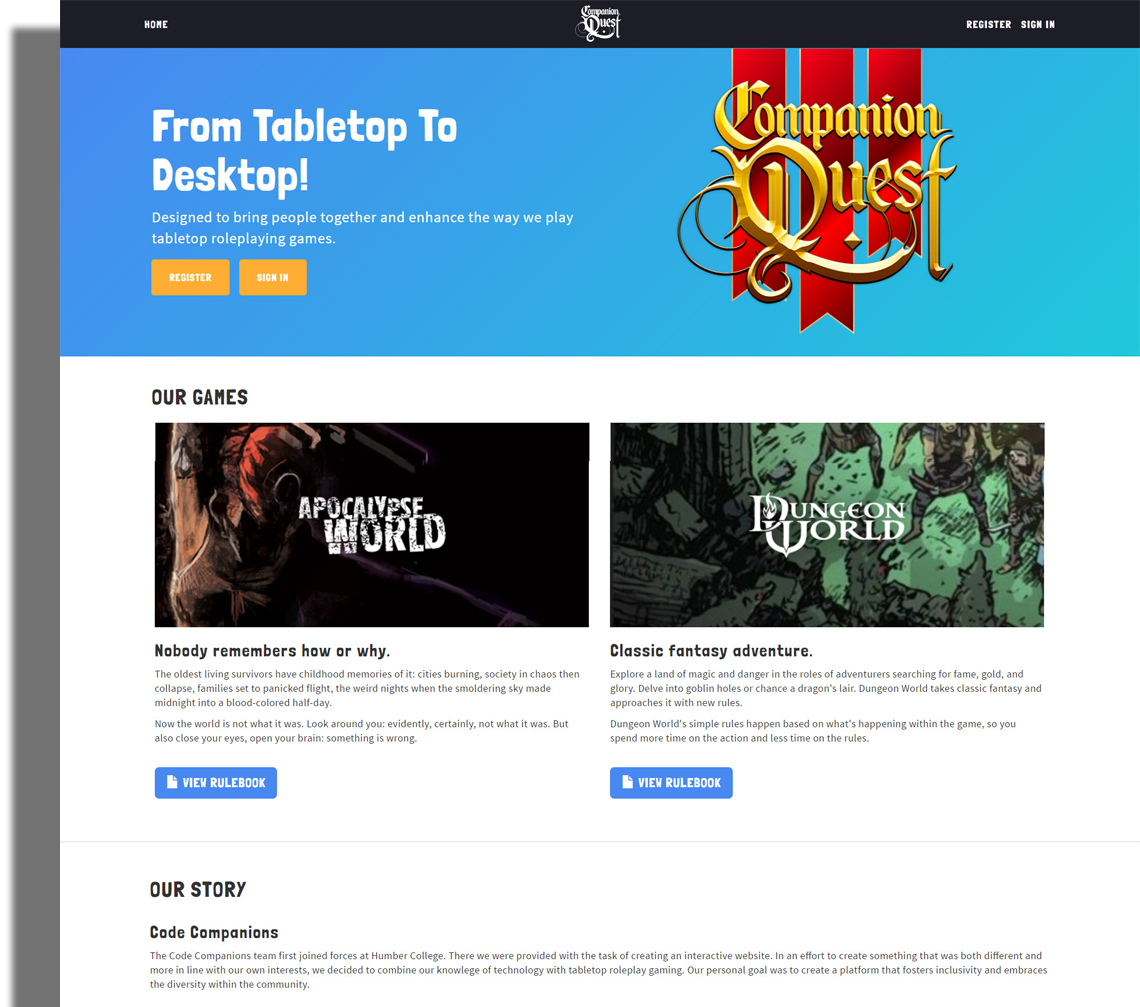 HOME
Companion
Quest
REGISTER SIGN IN
From Tabletop To
Desktop!
Designed to bring people together and enhance the way we play
tabletop roleplaying games.
REGISTER
SIGN IN
Companion
Quest
OUR GAMES
APOCALYPSE
WORLD
Nobody remembers how or why.
The oldest living survivors have childhood memories of it: cities burning, society in chaos then
collapse, families set to panicked flight, the weird nights when the smoldering sky made
midnight into a blood-colored half-day.
Now the world is not what it was. Look around you: evidently, certainly, not what it was. But
also close your eyes, open your brain: something is wrong.
VIEW RULEBOOK
DUNGEON
WORLD
Classic fantasy adventure.
Explore a land of magic and danger in the roles of adventurers searching for fame, gold, and
glory. Delve into goblin holes or chance a dragon's lair. Dungeon World takes classic fantasy and
approaches it with new rules.
Dungeon World's simple rules happen based on what's happening within the game, so you
spend more time on the action and less time on the rules.
VIEW RULEBOOK
OUR STORY
Code Companions
The Code Companions team first joined forces at Humber College. There we were provided with the task of creating an interactive website. In an effort to create something that was both different and
more in line with our own interests, we decided to combine our knowlege of technology with tabletop roleplay gaming. Our personal goal was to create a platform that fosters inclusivity and embraces
the diversity within the community.